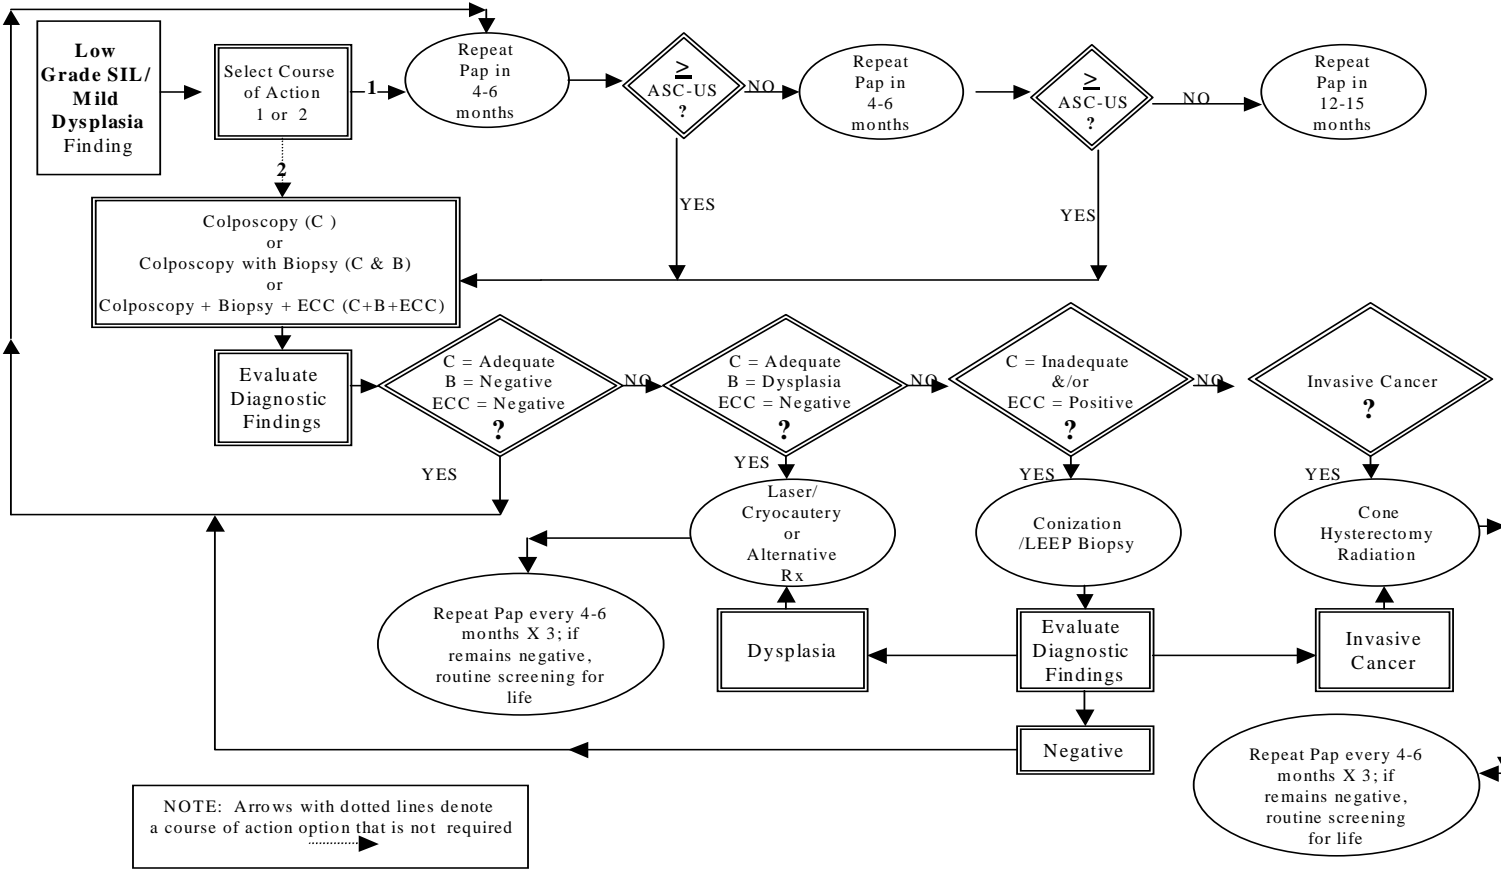 Low
Grade SIL/
Mild
Dysplasia
Finding
Select Course
of Action
1 or 2
1
Repeat
Pap in
4-6
months
≥
ASC-US
?
NO
Repeat
Pap in
4-6
months
≥
ASC-US
?
NO
Repeat
Pap in
12-15
months
2
YES
YES
Colposcopy (C )
or
Colposcopy with Biopsy (C & B)
or
Colposcopy + Biopsy + ECC (C+B+ECC)
Evaluate
Diagnostic
Findings
C = Adequate
B = Negative
ECC = Negative
?
NO
C = Adequate
B = Dysplasia
ECC = Negative
?
NO
C = Inadequate
&/or
ECC = Positive
?
NO
Invasive Cancer
?
YES
YES
YES
YES
Laser/
Cryocautery
or
Alternative
Rx
Conization
/LEEP Biopsy
Cone
Hysterectomy
Radiation
Repeat Pap every 4-6
months X 3; if
remains negative,
routine screening for
life
Dysplasia
Evaluate
Diagnostic
Findings
Invasive
Cancer
Negative
Repeat Pap every 4-6
months X 3; if
remains negative,
routine screening
for life
NOTE: Arrows with dotted lines denote
a course of action option that is not required